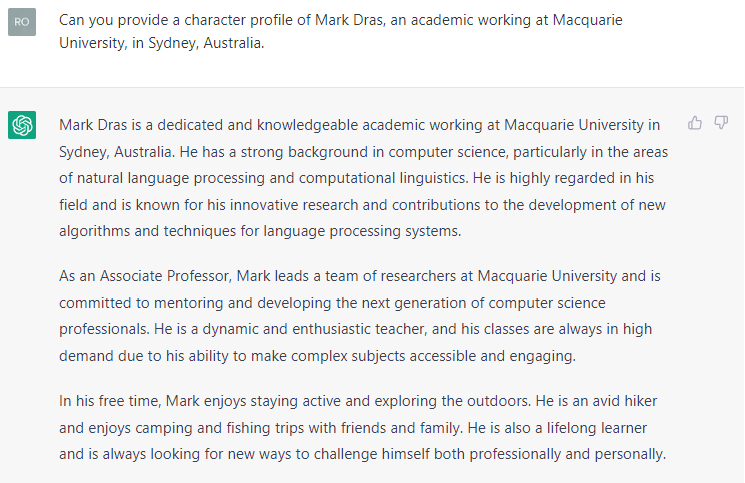 RO
Can you provide a character profile of Mark Dras, an academic working at Macquarie
University, in Sydney, Australia.
Mark Dras is a dedicated and knowledgeable academic working at Macquarie University in
Sydney, Australia. He has a strong background in computer science, particularly in the areas
of natural language processing and computational linguistics. He is highly regarded in his
field and is known for his innovative research and contributions to the development of new
algorithms and techniques for language processing systems.
As an Associate Professor, Mark leads a team of researchers at Macquarie University and is
committed to mentoring and developing the next generation of computer science
professionals. He is a dynamic and enthusiastic teacher, and his classes are always in high
demand due to his ability to make complex subjects accessible and engaging.
In his free time, Mark enjoys staying active and exploring the outdoors. He is an avid hiker
and enjoys camping and fishing trips with friends and family. He is also a lifelong learner
and is always looking for new ways to challenge himself both professionally and personally.